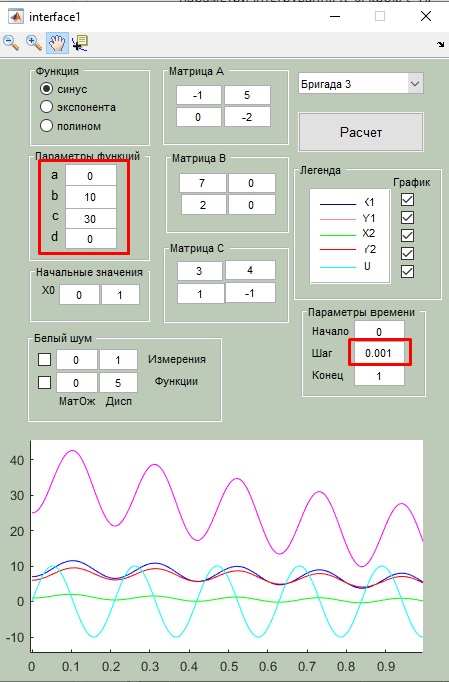 interface1
Функция
синус
экспонента
полином
Матрица A
-1 5
0 -2
Бригада 3
Расчет
Параметры функций
a 0
b 10
c 30
d 0
Матрица B
7 0
2 0
Легенда
График
X1
Y1
X2
Y2
U
Начальные значения
X0 0 1
Матрица C
3 4
1 -1
Параметры времени
Начало 0
Шаг 0.001
Конец 1
Белый шум
0 1 Измерения
0 5 Функции
МатОж Дисп
40
30
20
10
0
-10
0 0.1 0.2 0.3 0.4 0.5 0.6 0.7 0.8 0.9